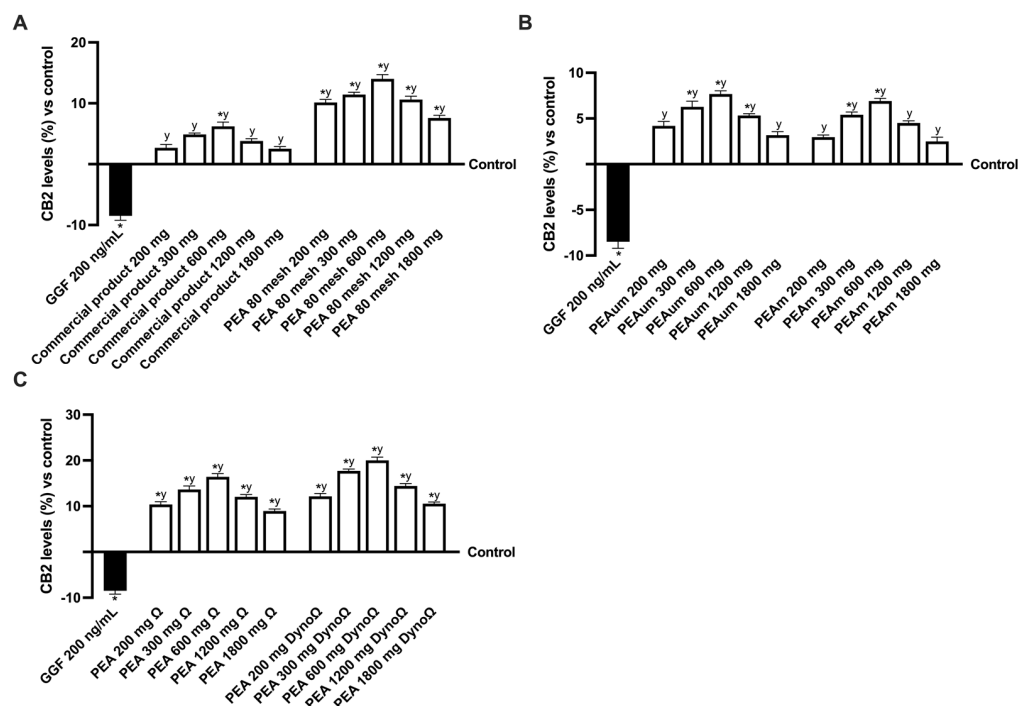 A
CB2 levels (%) vs control
20
10
-10
y
y
*y
y
y
*y
*y
*y
*y
*y
*
Control
GGF 200 ng/mL
Commercial product 200 mg
Commercial product 300 mg
Commercial product 600 mg
Commercial product 1200 mg
Commercial product 1800 mg
PEA 80 mesh 200 mg
PEA 80 mesh 300 mg
PEA 80 mesh 600 mg
PEA 80 mesh 1200 mg
PEA 80 mesh 1800 mg
B
CB2 levels (%) vs control
10
5
-5
-10
y
*y
*y
*y
y
y
*y
*y
y
y
*
Control
GGF 200 ng/mL
PEAum 200 mg
PEAum 300 mg
PEAum 600 mg
PEAum 1200 mg
PEAum 1800 mg
PEAm 200 mg
PEAm 300 mg
PEAm 600 mg
PEAm 1200 mg
PEAm 1800 mg
C
CB2 levels (%) vs control
30
20
10
-10
*y
*y
*y
*y
*y
*y
*y
*y
*y
*y
*
Control
GGF 200 ng/mL
PEA 200 mg Ω
PEA 300 mg Ω
PEA 600 mg Ω
PEA 1200 mg Ω
PEA 1800 mg Ω
PEA 200 mg DynoΩ
PEA 300 mg DynoΩ
PEA 600 mg DynoΩ
PEA 1200 mg DynoΩ
PEA 1800 mg DynoΩ